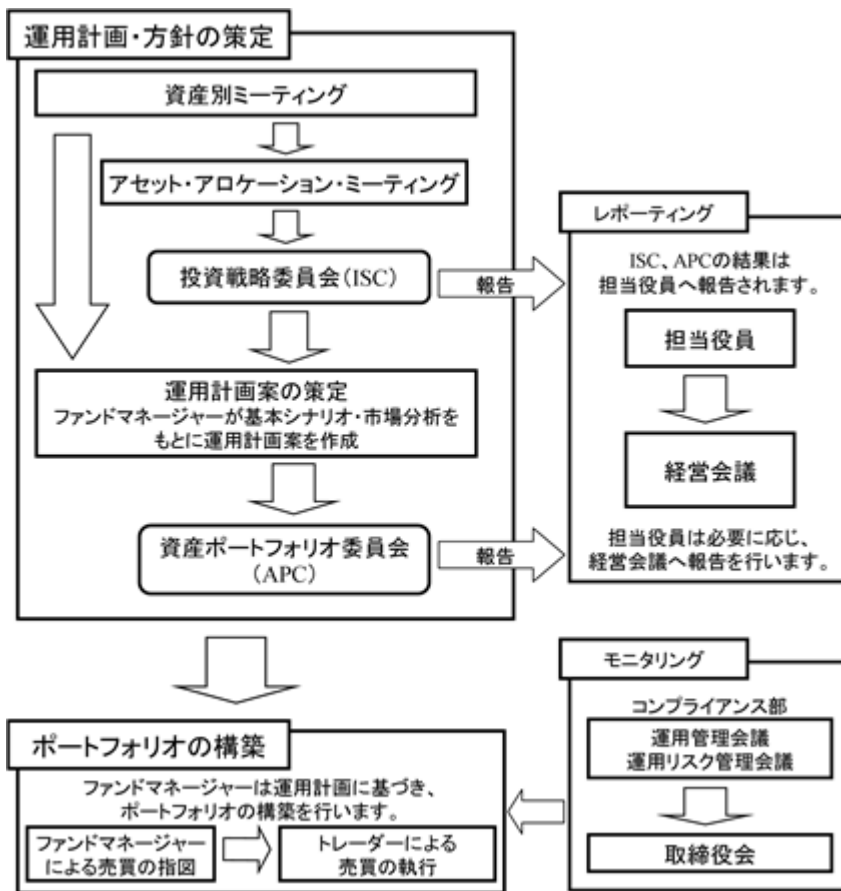 運用計画・方針の策定
資産別ミーティング
アセット・アロケーション・ミーティング
投資戦略委員会(ISC)
報告
運用計画案の策定
ファンドマネージャーが基本シナリオ・市場分析を
もとに運用計画案を作成
資産ポートフォリオ委員会
(APC)
報告
レポーティング
ISC、APCの結果は
担当役員へ報告されます。
担当役員
経営会議
担当役員は必要に応じ、
経営会議へ報告を行います。
ポートフォリオの構築
ファンドマネージャーは運用計画に基づき、
ポートフォリオの構築を行います。
ファンドマネージャー
による売買の指図
トレーダーによる
売買の執行
モニタリング
コンプライアンス部
運用管理会議
運用リスク管理会議
取締役会